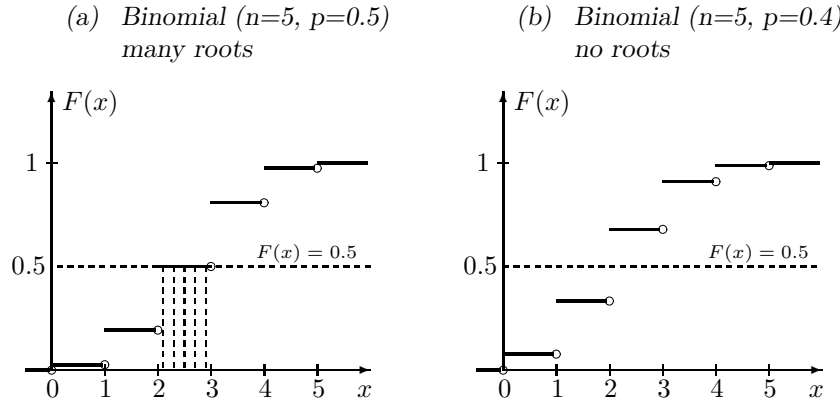 (a) Binomial (n=5, p=0.5)
many roots
F(x)
1
F(x) = 0.5
0.5
0 1 2 3 4 5 x
(b) Binomial (n=5, p=0.4)
no roots
F(x)
1
F(x) = 0.5
0.5
0 1 2 3 4 5 x